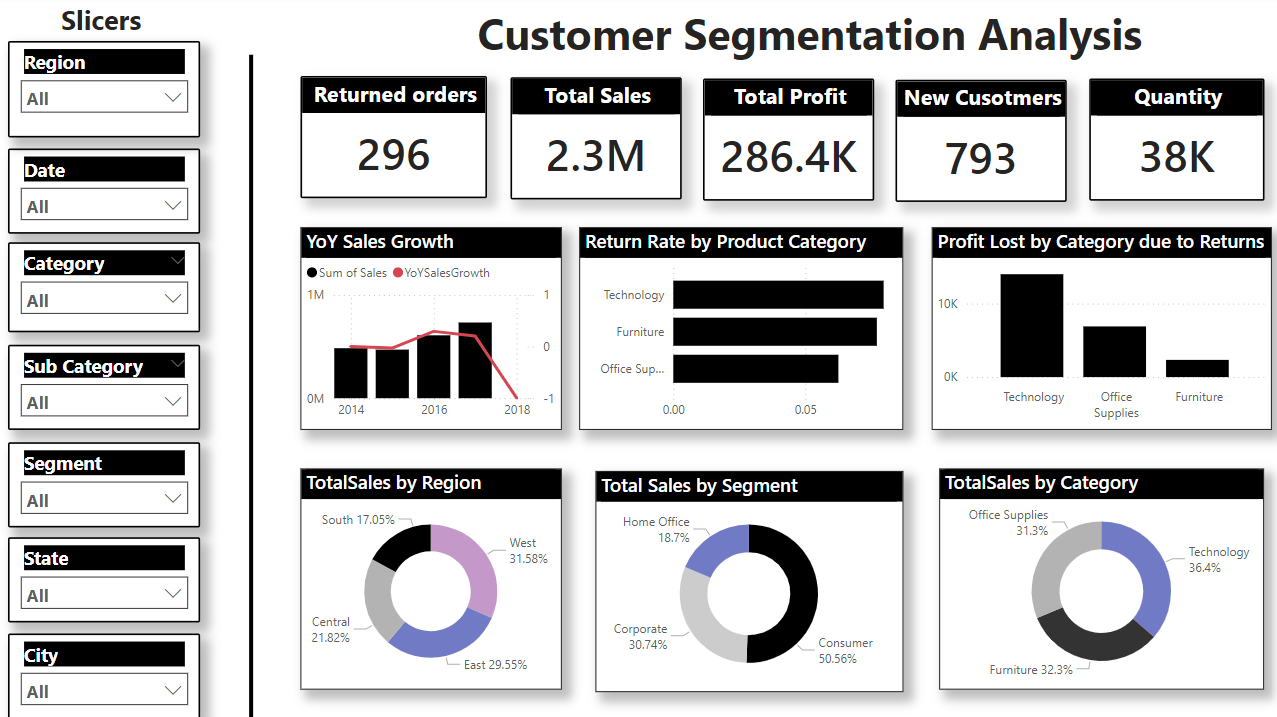 Slicers
Region
All
Date
All
Category
All
Sub Category
All
Segment
All
State
All
City
All
Customer Segmentation Analysis
Returned orders
296
Total Sales
2.3M
Total Profit
286.4K
New Cusotmers
793
Quantity
38K
YoY Sales Growth
Sum of Sales YoYSalesGrowth
1M
0M
1
0
-1
2014 2016 2018
Return Rate by Product Category
Technology
Furniture
Office Sup...
0.00 0.05
Profit Lost by Category due to Returns
10K
0K
Technology
Office
Supplies
Furniture
TotalSales by Region
South 17.05%
West
31.58%
Central
21.82%
East 29.55%
Total Sales by Segment
Home Office
18.7%
Corporate
30.74%
Consumer
50.56%
TotalSales by Category
Office Supplies
31.3%
Technology
36.4%
Furniture 32.3%